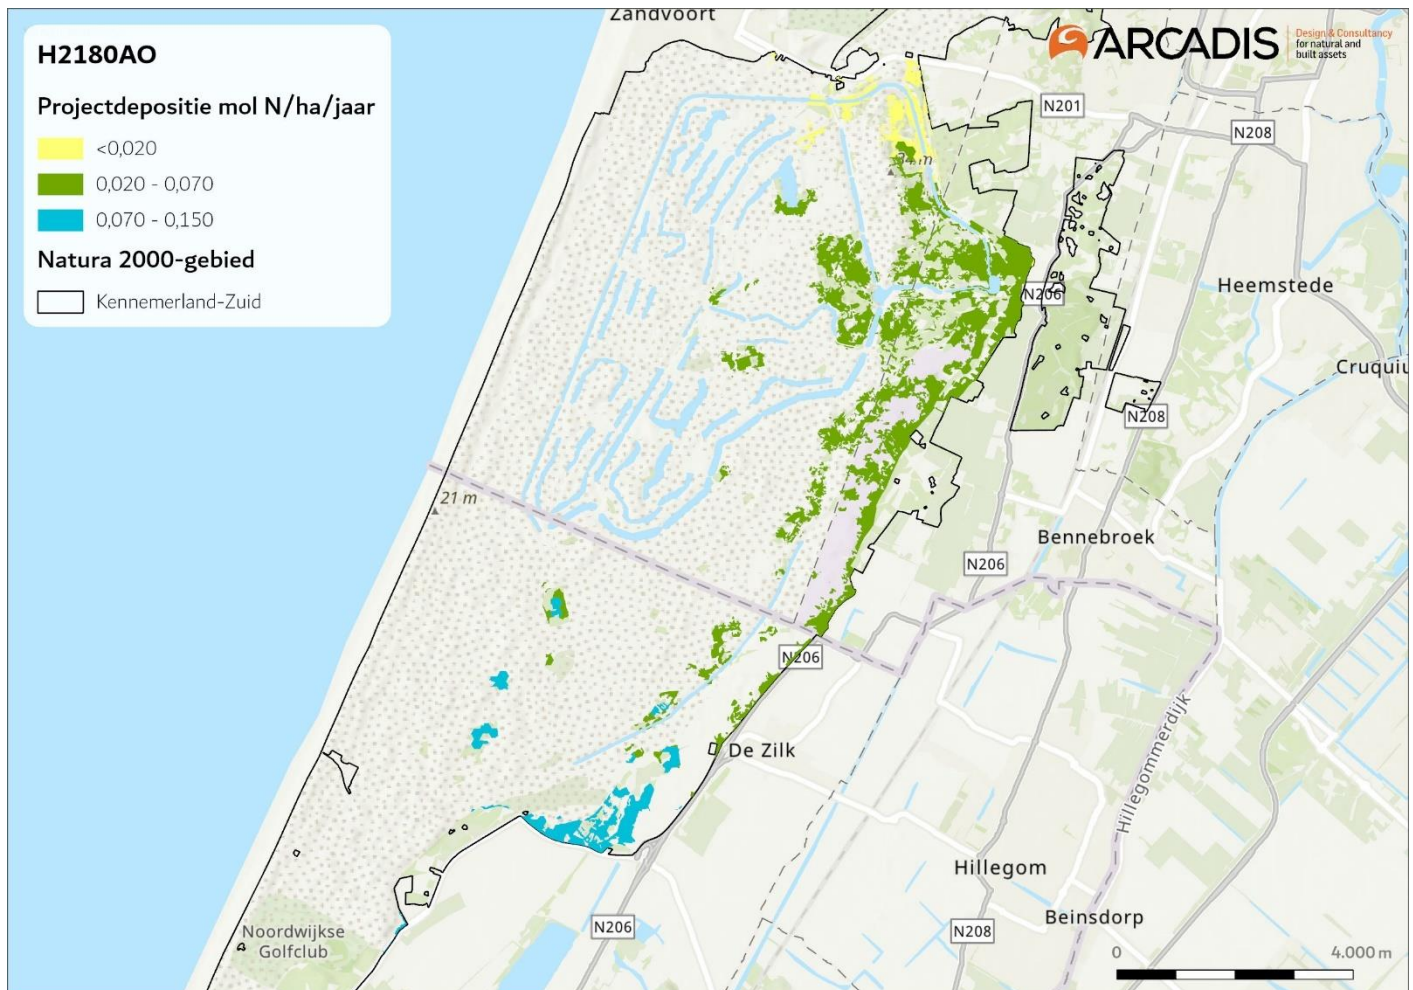 H2180AO
Projectdepositie mol N/ha/jaar
<0,020
0,020 - 0,070
0,070 - 0,150
Natura 2000-gebied
Kennemerland-Zuid
Zandvoort
ARCADIS
Design & Consultancy
for natural and
built assets
N201
N208
Heemstede
N206
Cruquiu
N208
21 m
Bennebroek
N206
N206
De Zilk
Hillegommerdijk
Hillegom
Beinsdorp
Noordwijkse
Golfclub
N206
N208
0 4.000 m